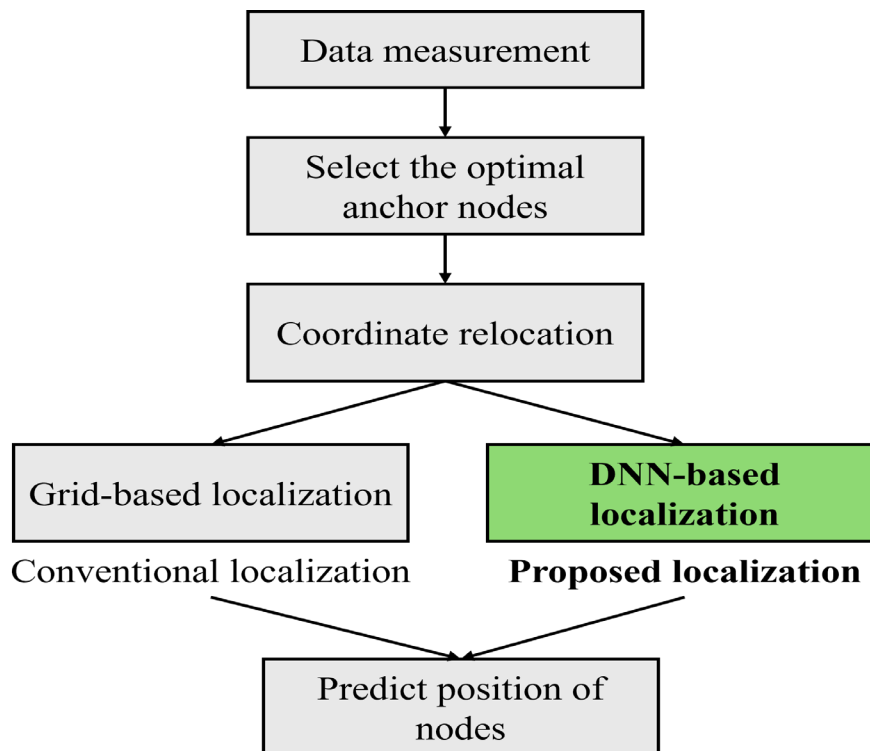 Data measurement
Select the optimal
anchor nodes
Coordinate relocation
Grid-based localization
DNN-based
localization
Conventional localization
Proposed localization
Predict position of
nodes